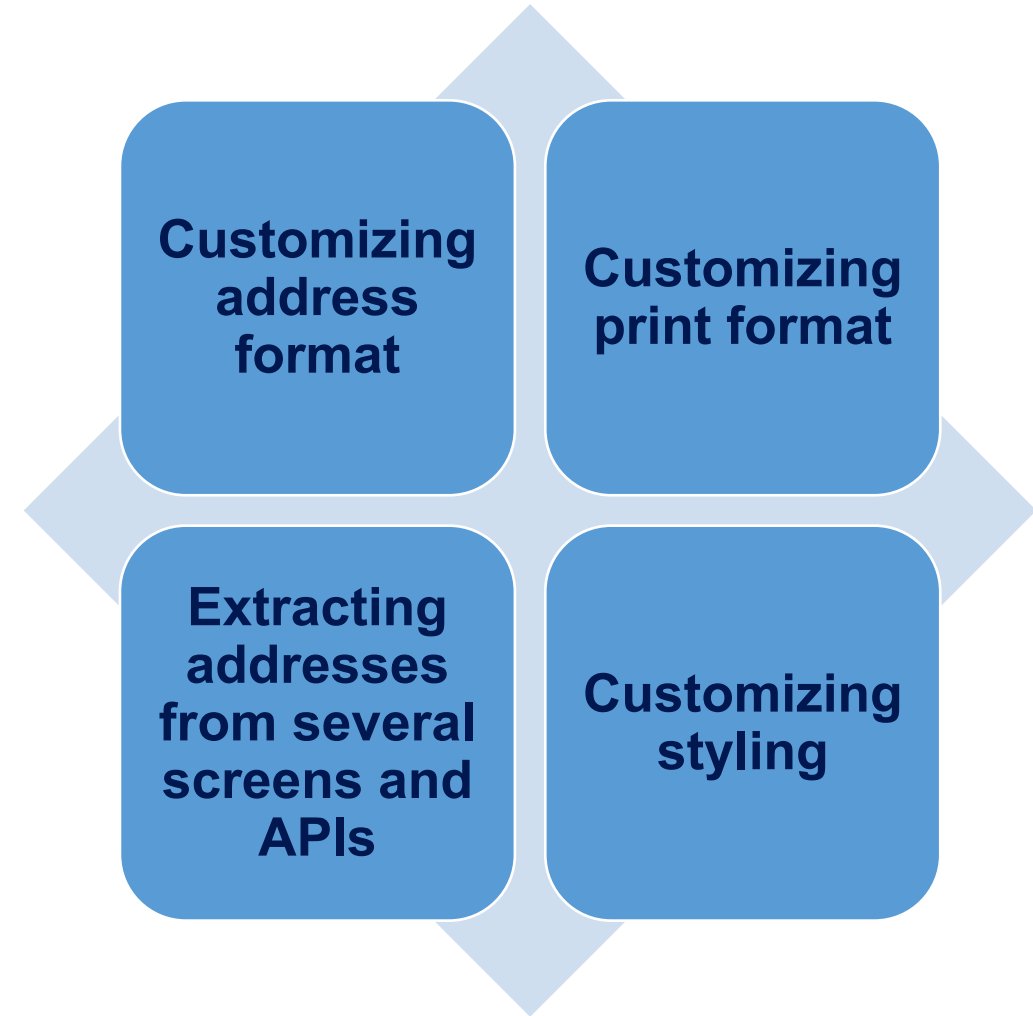 Customizing
address
format
Customizing
print format
Extracting
addresses
from several
screens and
APIs
Customizing
styling